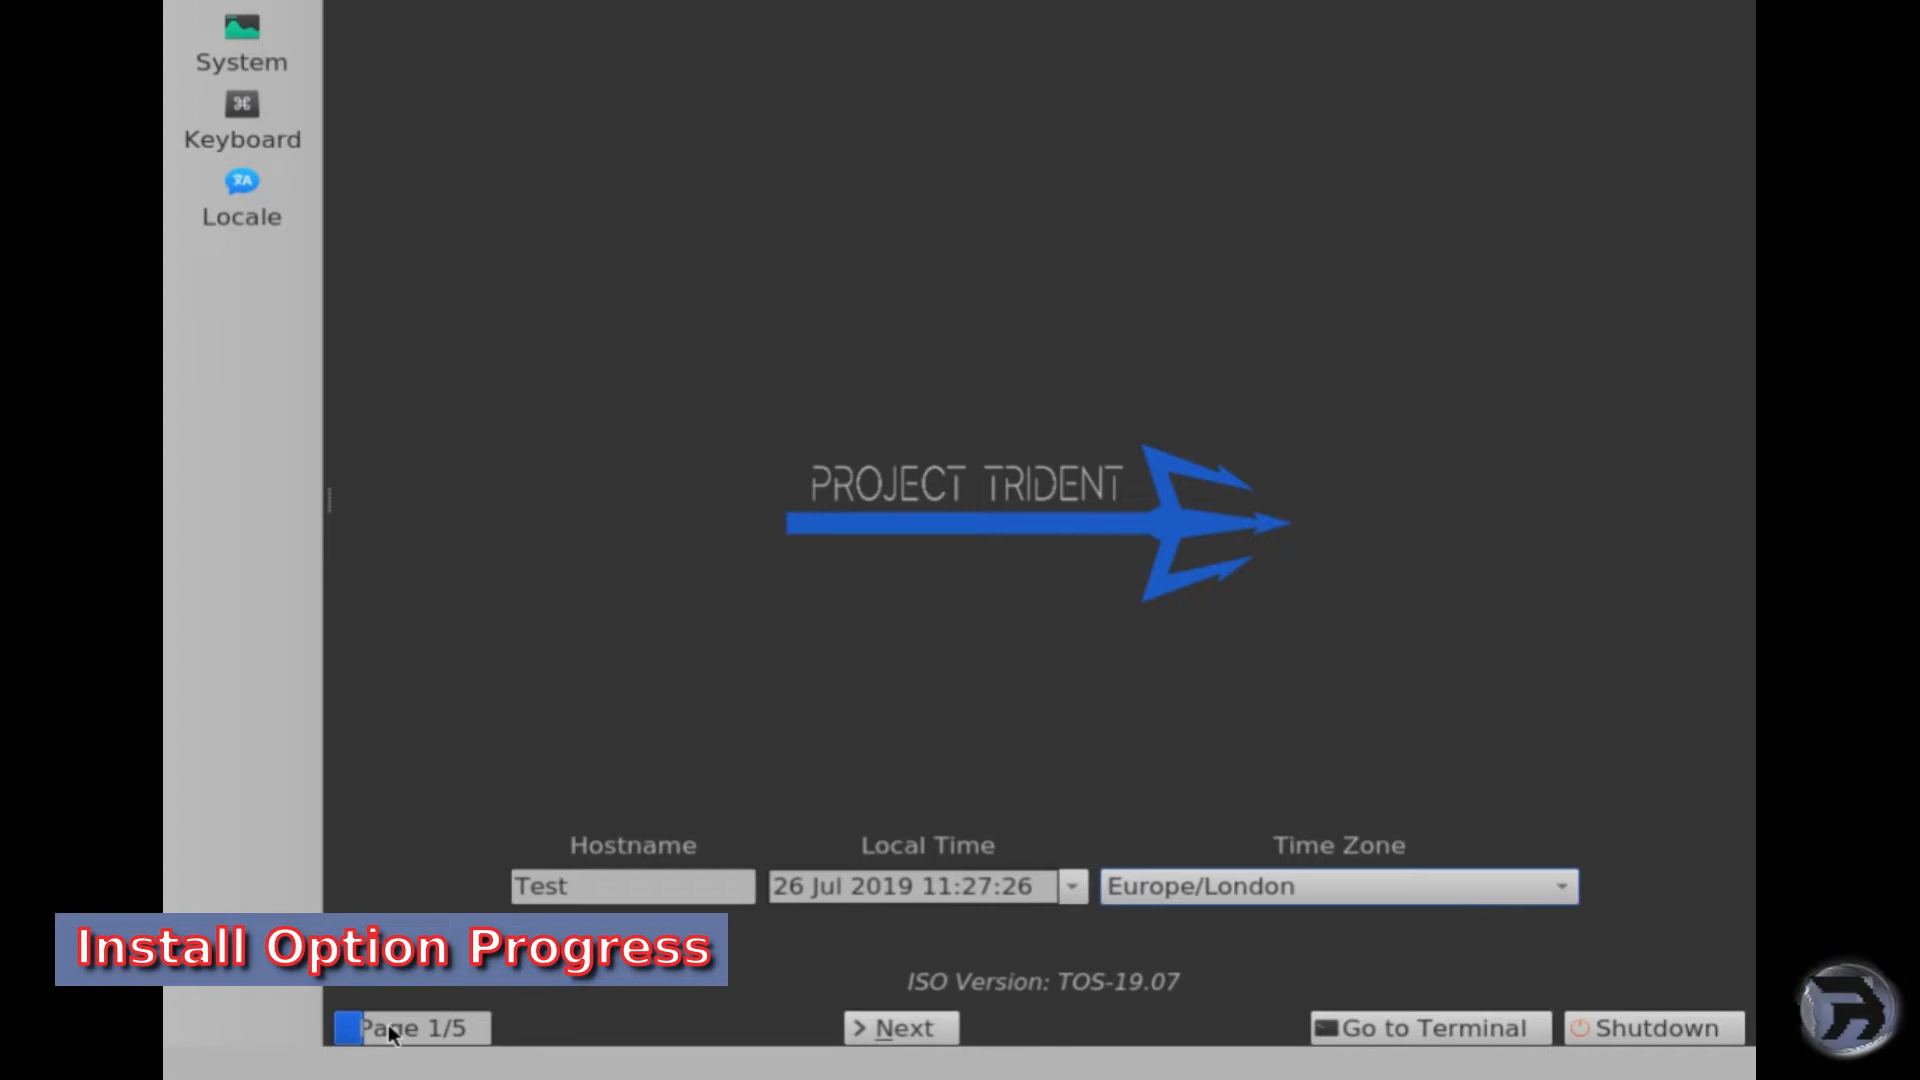 System
⌘
Keyboard
Locale
PROJECT TRIDENT
Hostname
Local Time
Time Zone
Test
26 Jul 2019 11:27:26
Europe/London
Install Option Progress
ISO Version: TOS-19.07
Page 1/5
> Next
Go to Terminal
Shutdown